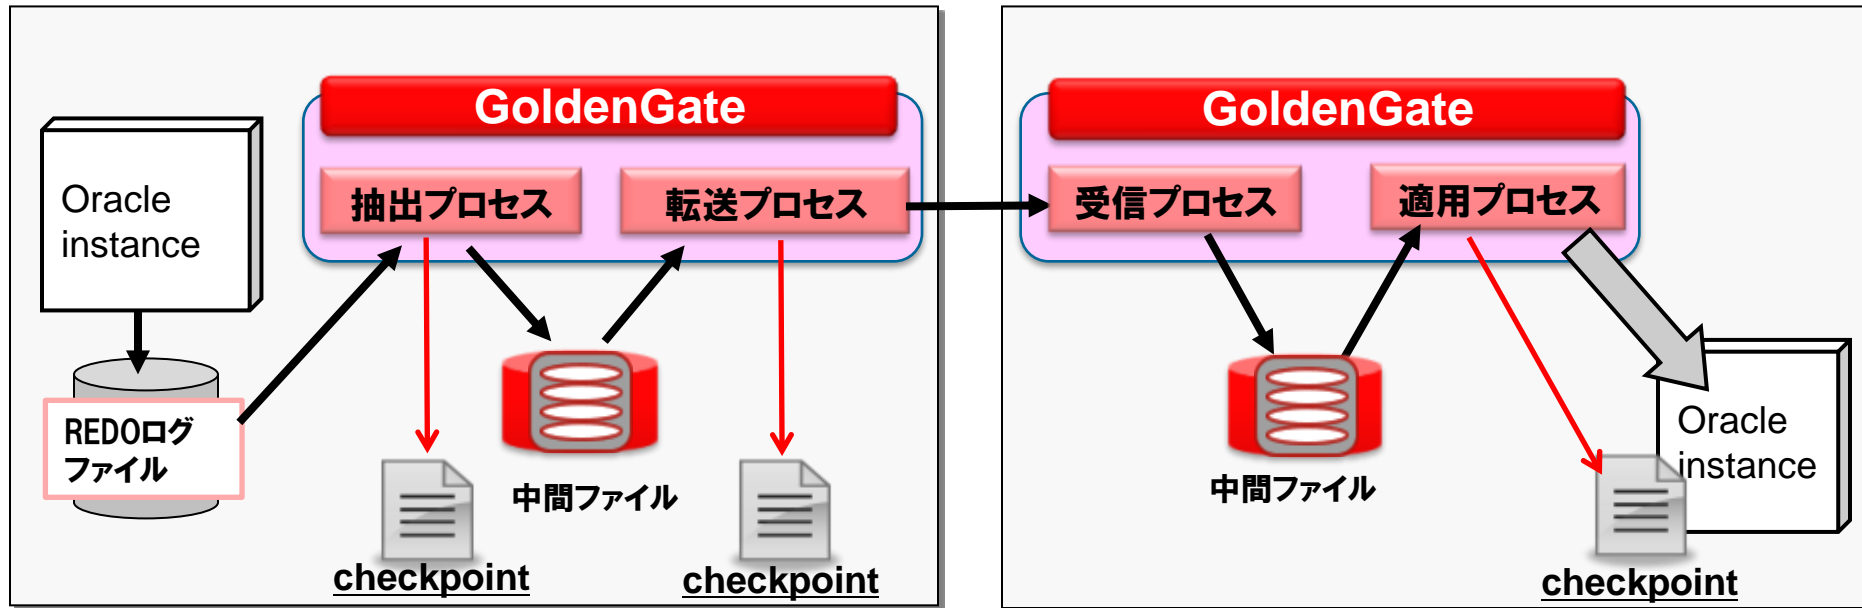 GoldenGate
抽出プロセス
転送プロセス
Oracle
instance
REDOログ
ファイル
中間ファイル
checkpoint
checkpoint
GoldenGate
受信プロセス
適用プロセス
中間ファイル
Oracle
instance
checkpoint